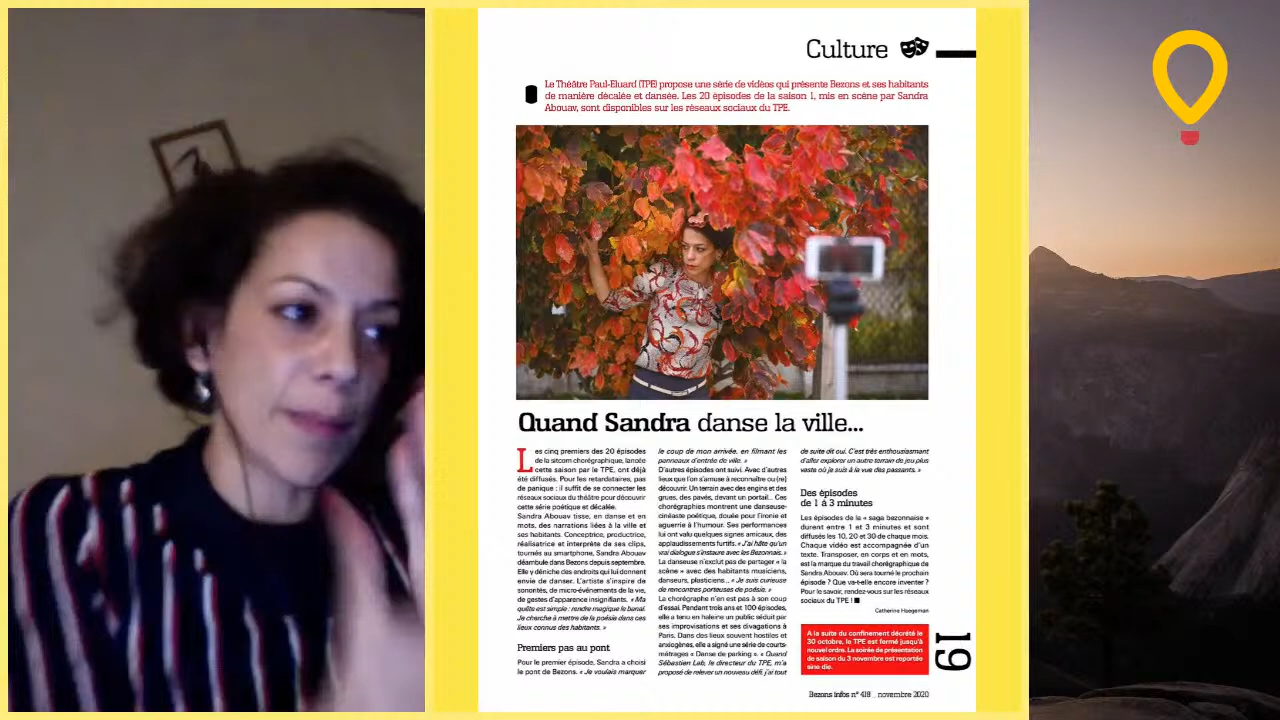 Culture
Le Théâtre Paul-Eluard (TPE) propose une série de vidéos qui présente Bezons et ses habitants
de manière décalée et dansée. Les 20 épisodes de la saison 1, mis en scène par Sandra
Abouav, sont disponibles sur les réseaux sociaux du TPE.
Quand Sandra danse la ville...
Les cinq premiers des 20 épisodes
de la sitcom chorégraphique, lancée
cette saison par le TPE, ont déjà
été diffusés. Pour les retardataires, pas
de panique : il suffit de se connecter les
réseaux sociaux du théâtre pour découvrir
cette série poétique et décalée.
Sandra Abouav tisse, en danse et en
mots, des narrations liées à la ville et
ses habitants. Conceptrice, productrice,
réalisatrice et interprète de ses clips,
tournés au smartphone, Sandra Abouav
déambule dans Bezons depuis septembre.
Elle y déniche des endroits qui lui donnent
envie de danser. L'artiste s'inspire de
sonorités, de micro-événements de la vie,
de gestes d'apparence insignifiants. « Ma
quête est simple : rendre magique le banal.
Je cherche à mettre de la poésie dans ces
lieux connus des habitants. »
Premiers pas au pont
Pour le premier épisode, Sandra a choisi
le pont de Bezons. « Je voulais marquer
le coup de mon arrivée, en filmant les
panneaux d'entrée de ville. »
D'autres épisodes ont suivi. Avec d'autres
lieux que l'on s'amuse à reconnaître ou (re)
découvrir. Un terrain avec des engins et des
grues, des pavés, devant un portail... Ces
chorégraphies montrent une danseuse-
cinéaste poétique, douée pour l'ironie et
aguerrie à l'humour. Ses performences
lui ont valu quelques signes amicaux, des
applaudissements furtifs. « J'ai hâte qu'un
vrai dialogue s'instaure avec les Bezonnais. »
La danseuse n'exclut pas de partager « la
scène » avec des habitants musiciens,
danseurs, plasticiens... « Je suis curieuse
de rencontres porteuses de poésie. »
La chorégraphe n'en est pas à son coup
d'essai. Pendant trois ans et 100 épisodes,
elle a tenu en haleine un public séduit par
ses improvisations et ses divagations à
Paris. Dans des lieux souvent hostiles et
anxiogènes, elle a signé une série de courts-
métrages « Danse de parking ». « Quand
Sébastien Lab, le directeur du TPE, m'a
proposé de relever un nouveau défi, j'ai tout
de suite dit oui. C'est très enthousiasmant
d'aller explorer un autre terrain de jeu plus
vaste où je suis à la vue des passants. »
Des épisodes
de 1 à 3 minutes
Les épisodes de la « saga bezonnaise »
durent entre 1 et 3 minutes et sont
diffusés les 10, 20 et 30 de chaque mois.
Chaque vidéo est accompagnée d'un
texte. Transposer, en corps et en mots,
est la marque du travail chorégraphique de
Sandra Abouav. Où sera tourné le prochain
épisode ? Que va-t-elle encore inventer ?
Pour le savoir, rendez-vous sur les réseaux
sociaux du TPE !
Catherine Haegeman
A la suite du confinement décrété le
30 octobre, le TPE est fermé jusqu'à
nouvel ordre. La soirée de présentation
de saison du 3 novembre est reportée
sine die.
19
Bezons infos n° 418 _ novembre 2020